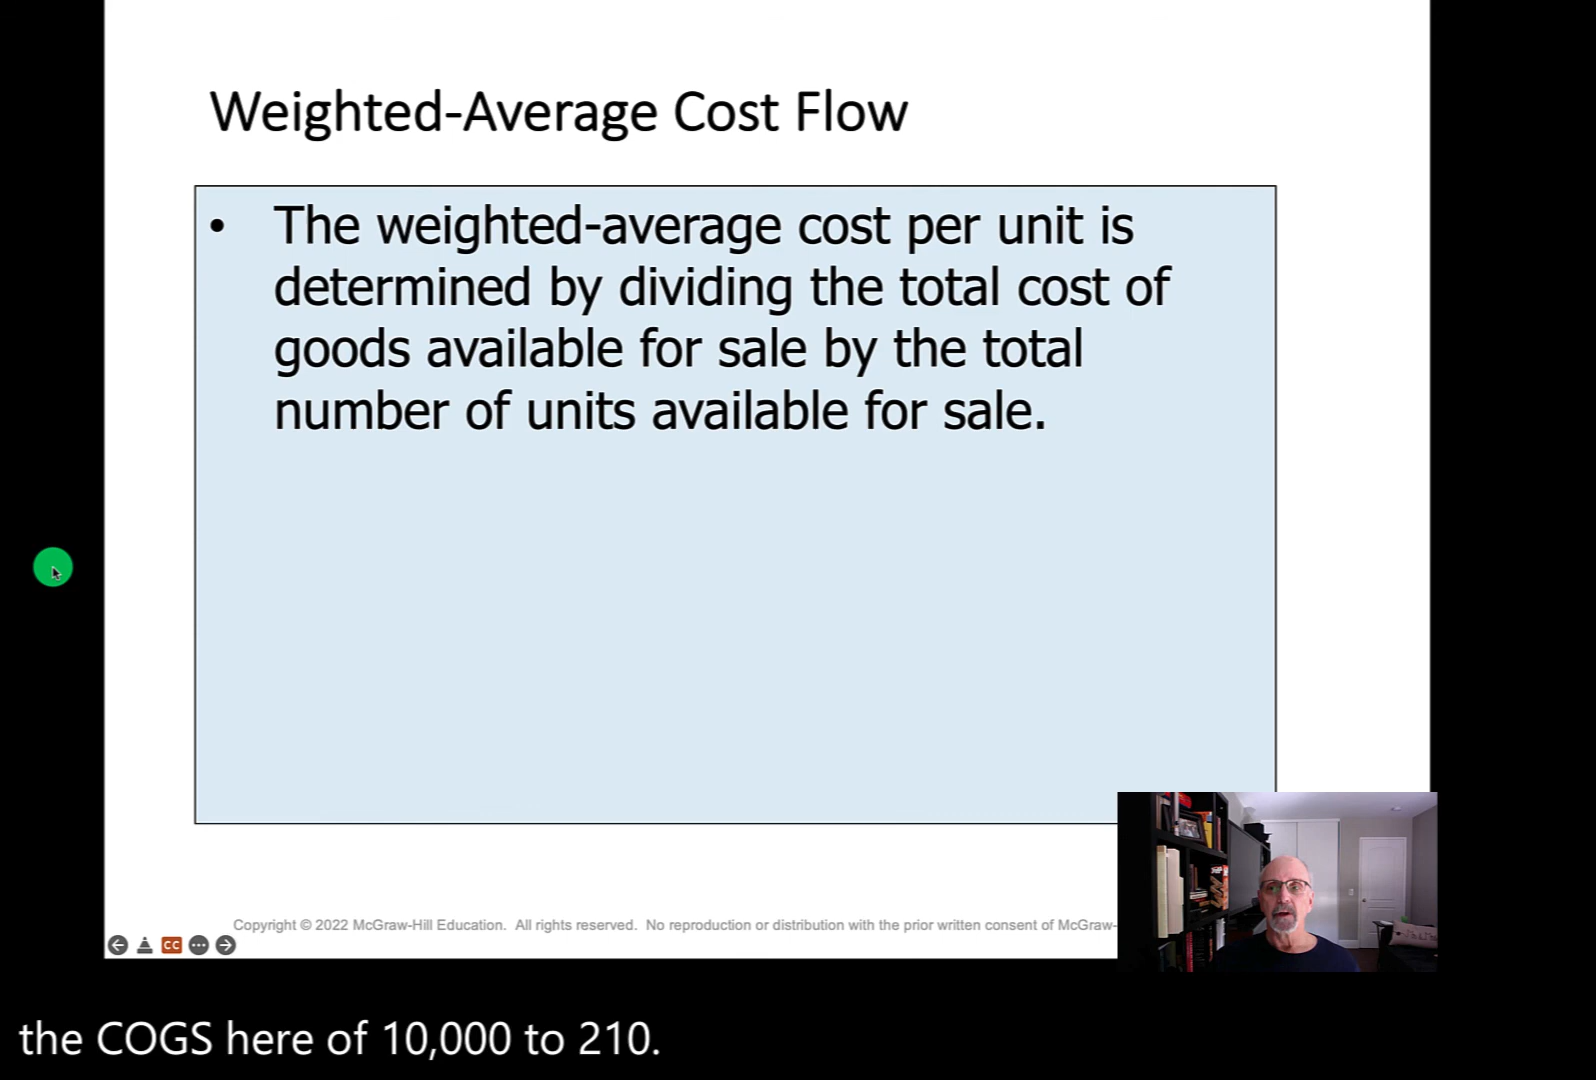 Weighted-Average Cost Flow
• The weighted-average cost per unit is
determined by dividing the total cost of
goods available for sale by the total
number of units available for sale.
Copyright © 2022 McGraw-Hill Education. All rights reserved. No reproduction or distribution with the prior written consent of McGraw-
CC
the COGS here of 10,000 to 210.